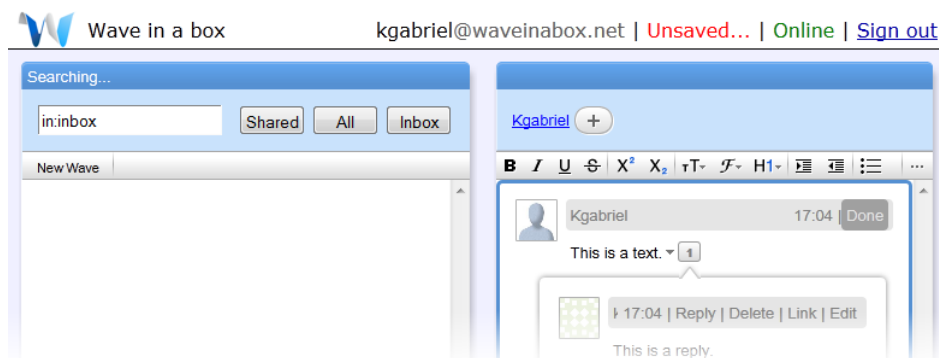 Wave in a box
kgabriel@waveinabox.net | Unsaved... | Online | Sign out
Searching...
in:inbox Shared All Inbox
New Wave
Kgabriel +
B I U S X² X₂ тT F H1 ...
Kgabriel 17:04 | Done
This is a text. 1
17:04 | Reply | Delete | Link | Edit
This is a reply.